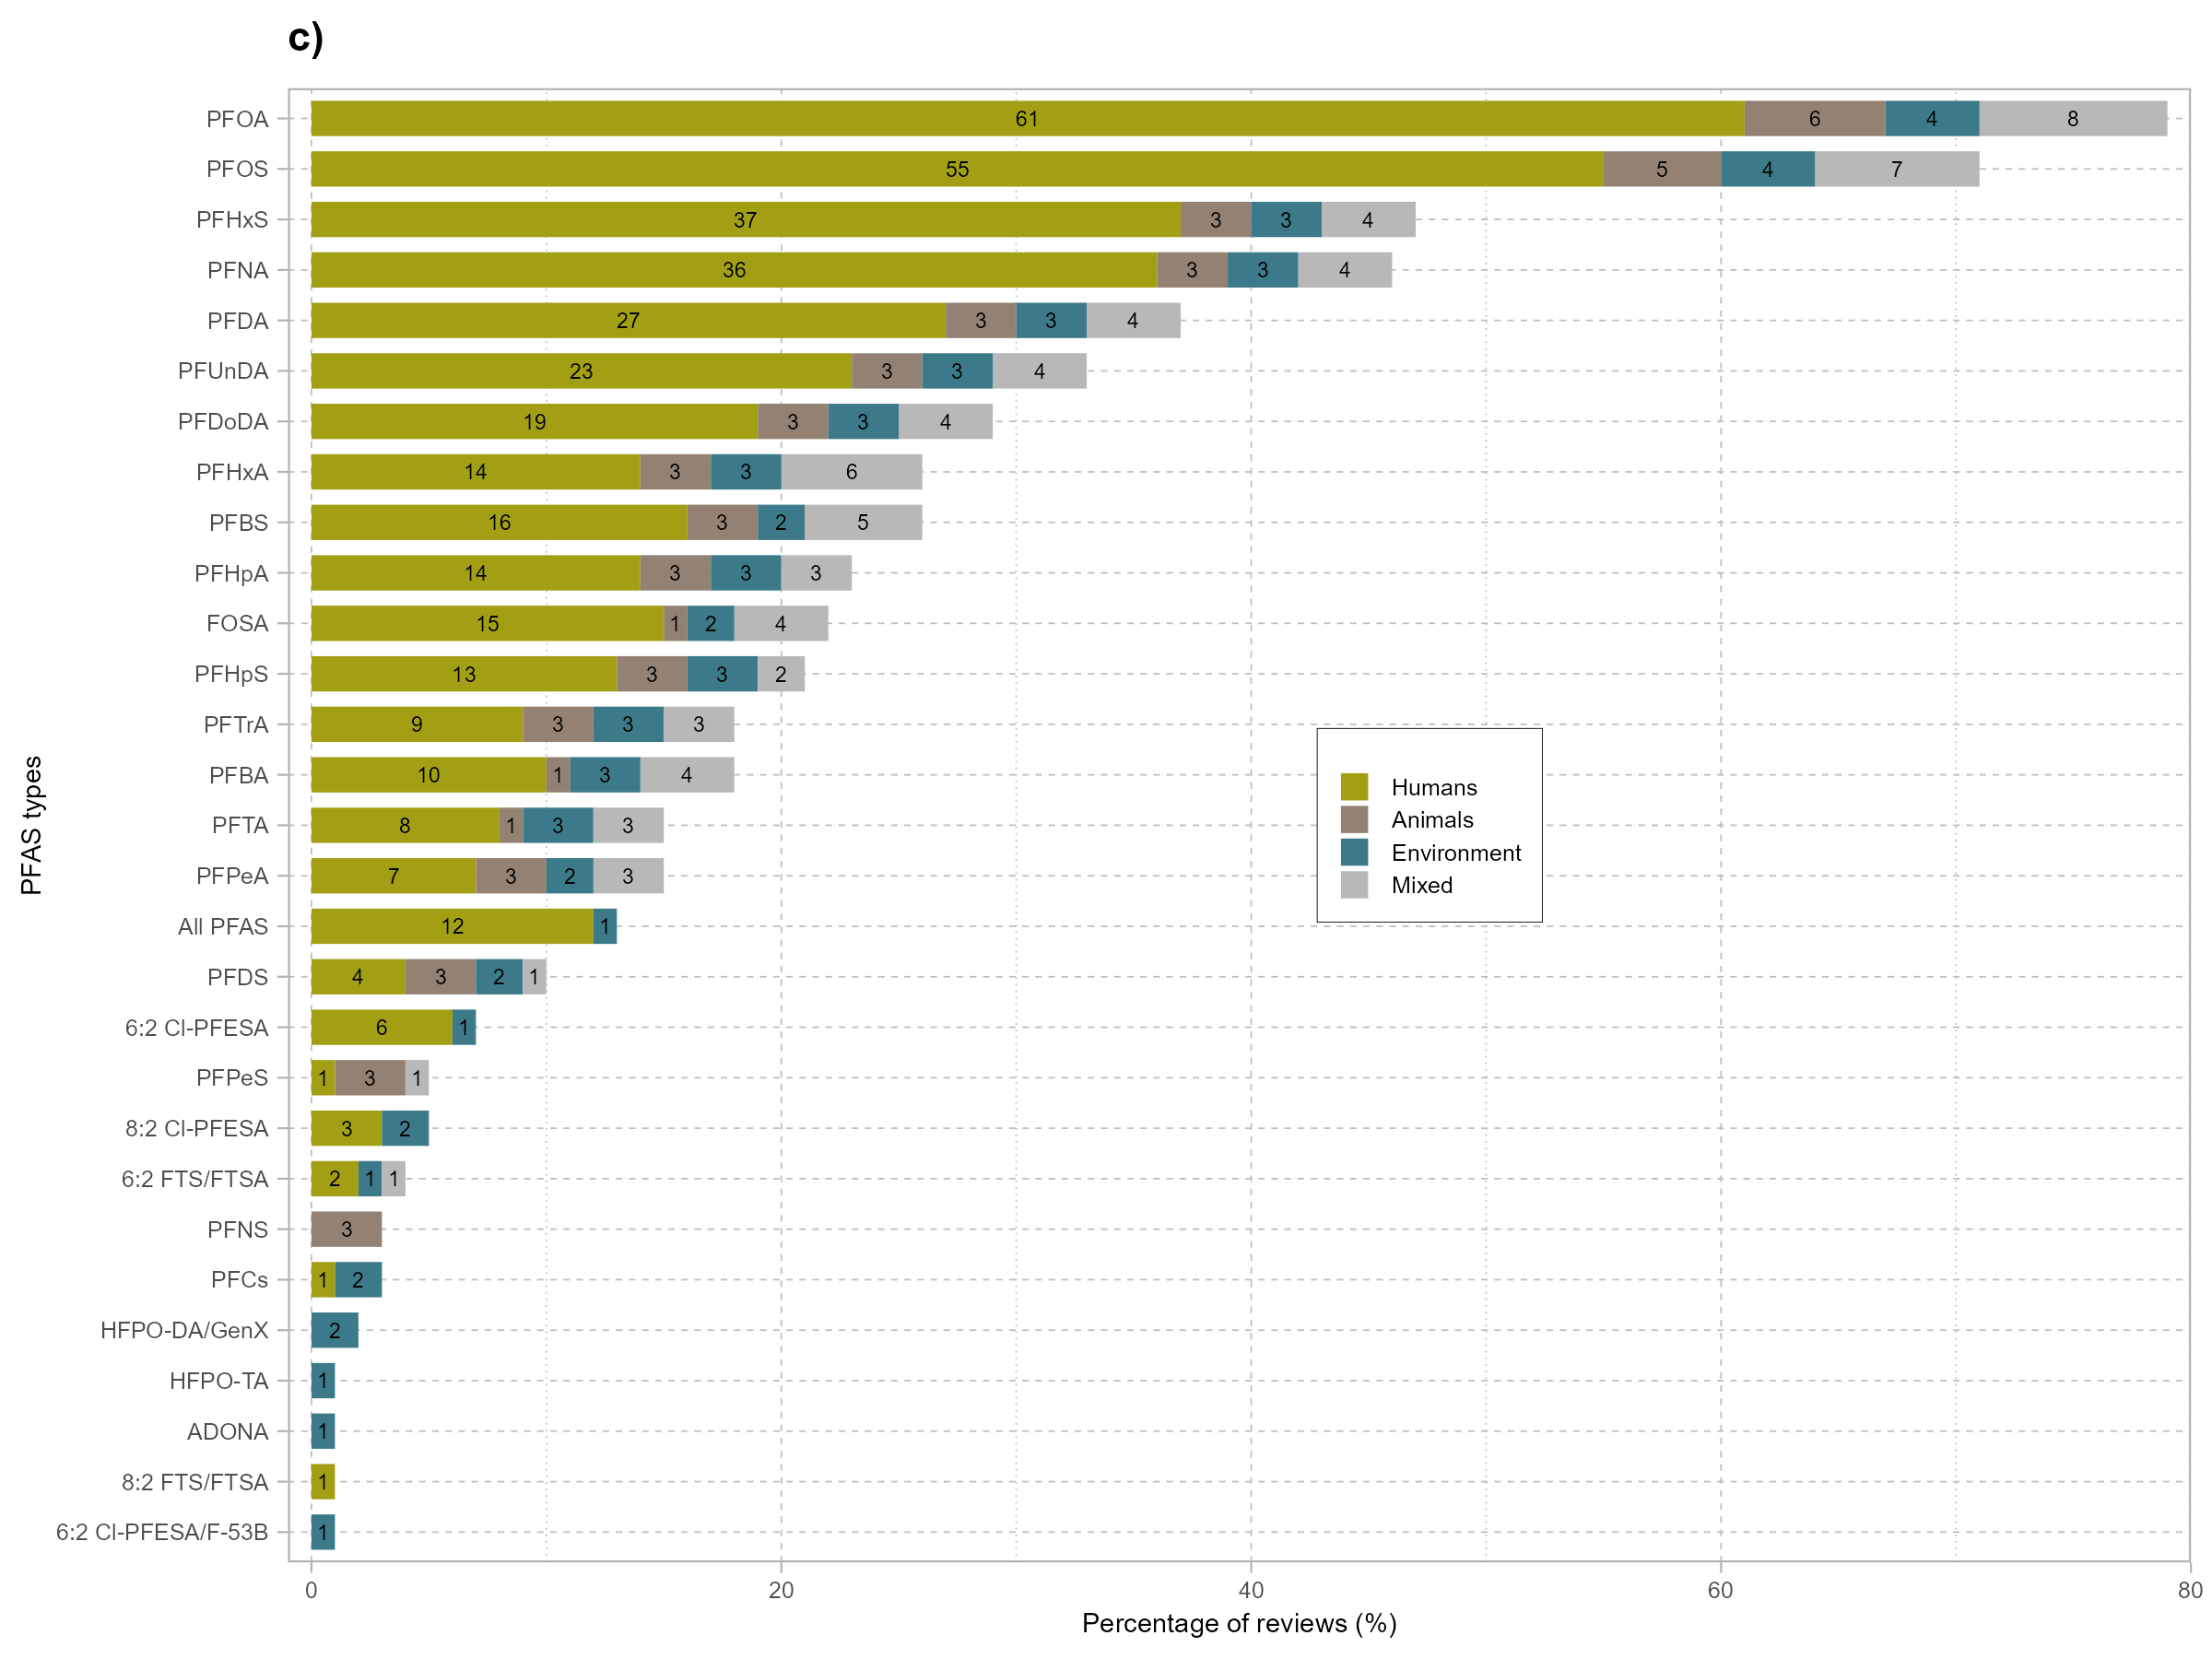 c)
PFOA 61 6 4 8
PFOS 55 5 4 7
PFHxS 37 3 3 4
PFNA 36 3 3 4
PFDA 27 3 3 4
PFUnDA 23 3 3 4
PFDoDA 19 3 3 4
PFHxA 14 3 3 6
PFBS 16 3 2 5
PFHpA 14 3 3 3
FOSA 15 1 2 4
PFHpS 13 3 3 2
PFTrA 9 3 3 3
PFBA 10 1 3 4
PFTA 8 1 3 3
PFPeA 7 3 2 3
All PFAS 12 1
PFDS 4 3 2 1
6:2 Cl-PFESA 6 1
PFPeS 1 3 1
8:2 Cl-PFESA 3 2
6:2 FTS/FTSA 2 1 1
PFNS 3
PFCs 1 2
HFPO-DA/GenX 2
HFPO-TA 1
ADONA 1
8:2 FTS/FTSA 1
6:2 Cl-PFESA/F-53B 1
PFAS types
Humans
Animals
Environment
Mixed
0 20 40 60 80
Percentage of reviews (%)